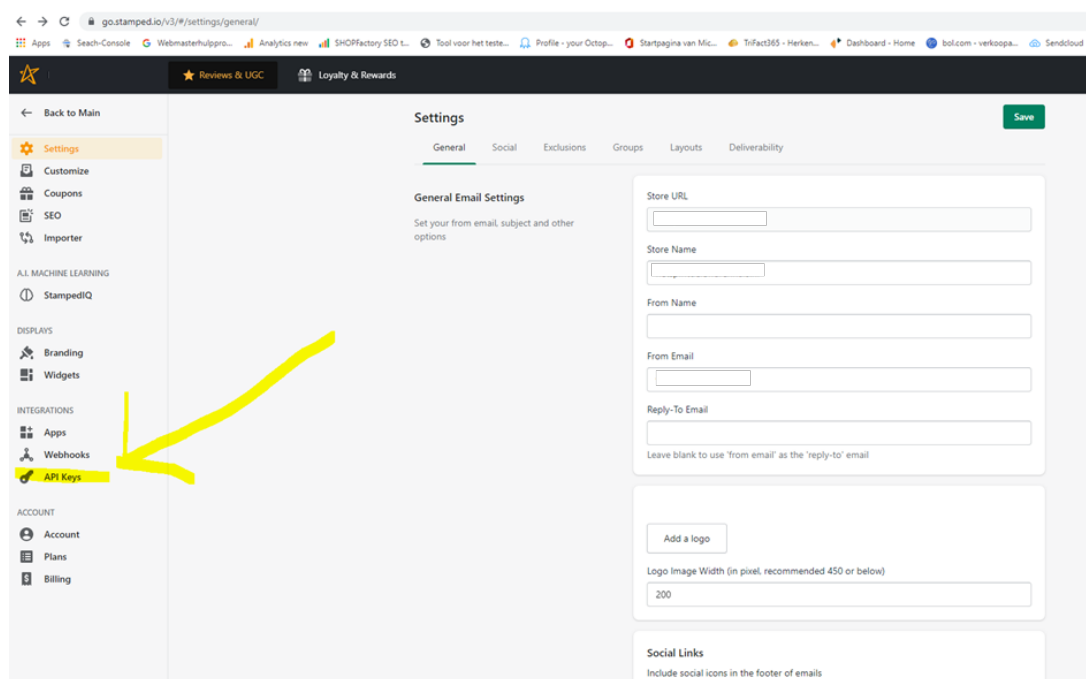 go.stamped.io/v3/#/settings/general/
Apps Seach-Console Webmasterhulppro... Analytics new SHOPFactory SEO t... Tool voor het teste... Profile - your Octop... Startpagina van Mic... TriFact365 - Herken... Dashboard - Home bol.com - verkoopa... Sendcloud
Reviews & UGC Loyalty & Rewards
Back to Main
Settings
Customize
Coupons
SEO
Importer
A.I. MACHINE LEARNING
StampedIQ
DISPLAYS
Branding
Widgets
INTEGRATIONS
Apps
Webhooks
API Keys
ACCOUNT
Account
Plans
Billing
Settings
Save
General Social Exclusions Groups Layouts Deliverability
General Email Settings
Set your from email, subject and other
options
Store URL
Store Name
From Name
From Email
Reply-To Email
Leave blank to use 'from email' as the 'reply-to' email
Add a logo
Logo Image Width (in pixel, recommended 450 or below)
200
Social Links
Include social icons in the footer of emails